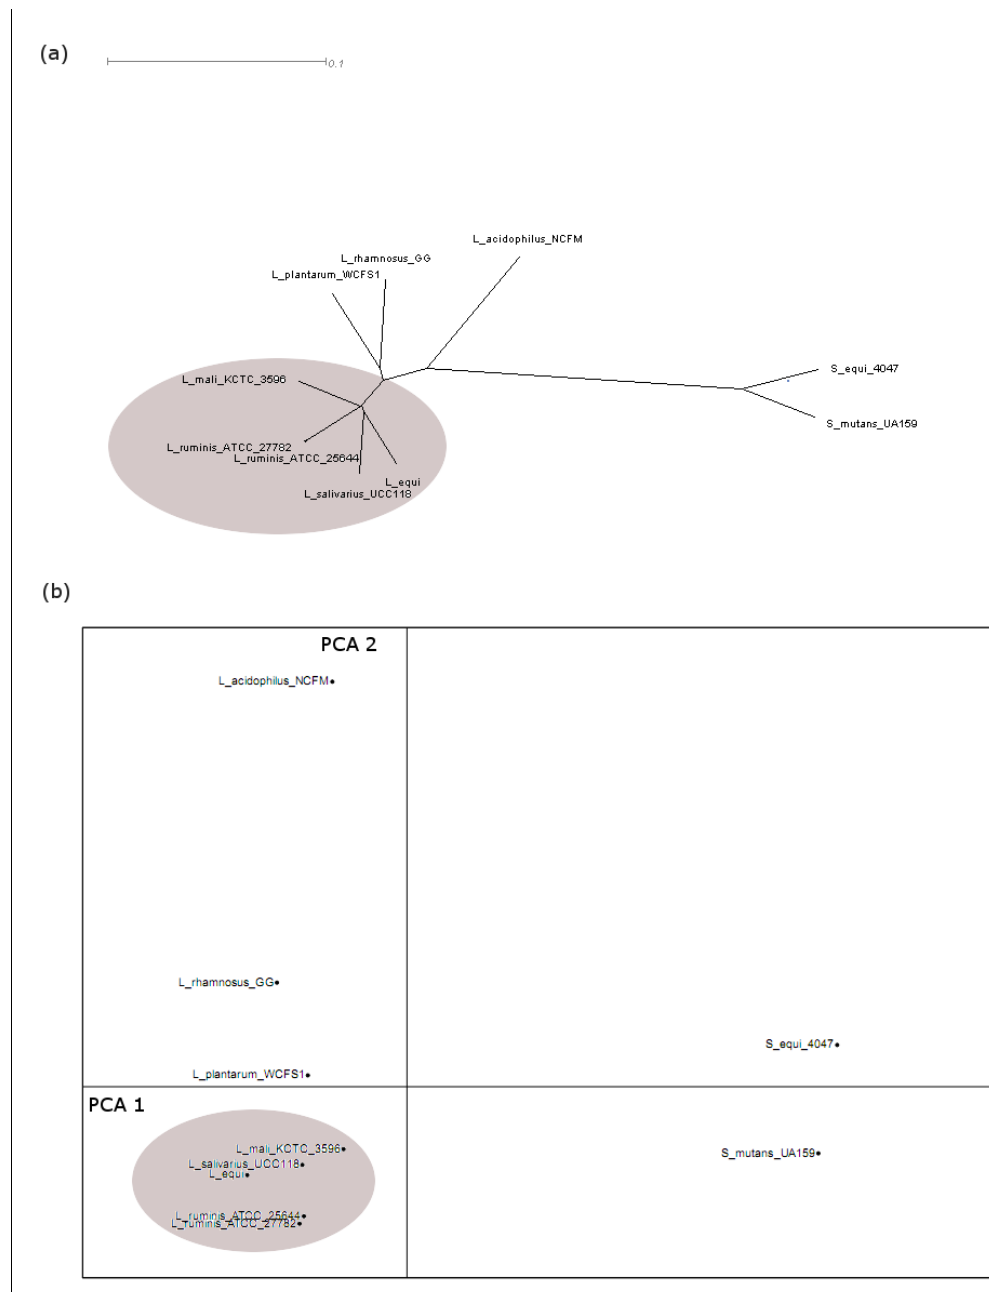 (a)
0.1
L_acidophilus_NCFM
L_rhamnosus_GG
L_plantarum_WCFS1
S_equi_4047
L_mali_KCTC_3596
S_mutans_UA159
L_ruminis_ATCC_27782
L_ruminis_ATCC_25644
L_equi
L_salivarius_UCC118
(b)
PCA 2
L_acidophilus_NCFM
L_rhamnosus_GG
S_equi_4047
L_plantarum_WCFS1
PCA 1
L_mali_KCTC_3596
S_mutans_UA159
L_salivarius_UCC118
L_equi
L_ruminis_ATCC_25644
L_ruminis_ATCC_27782